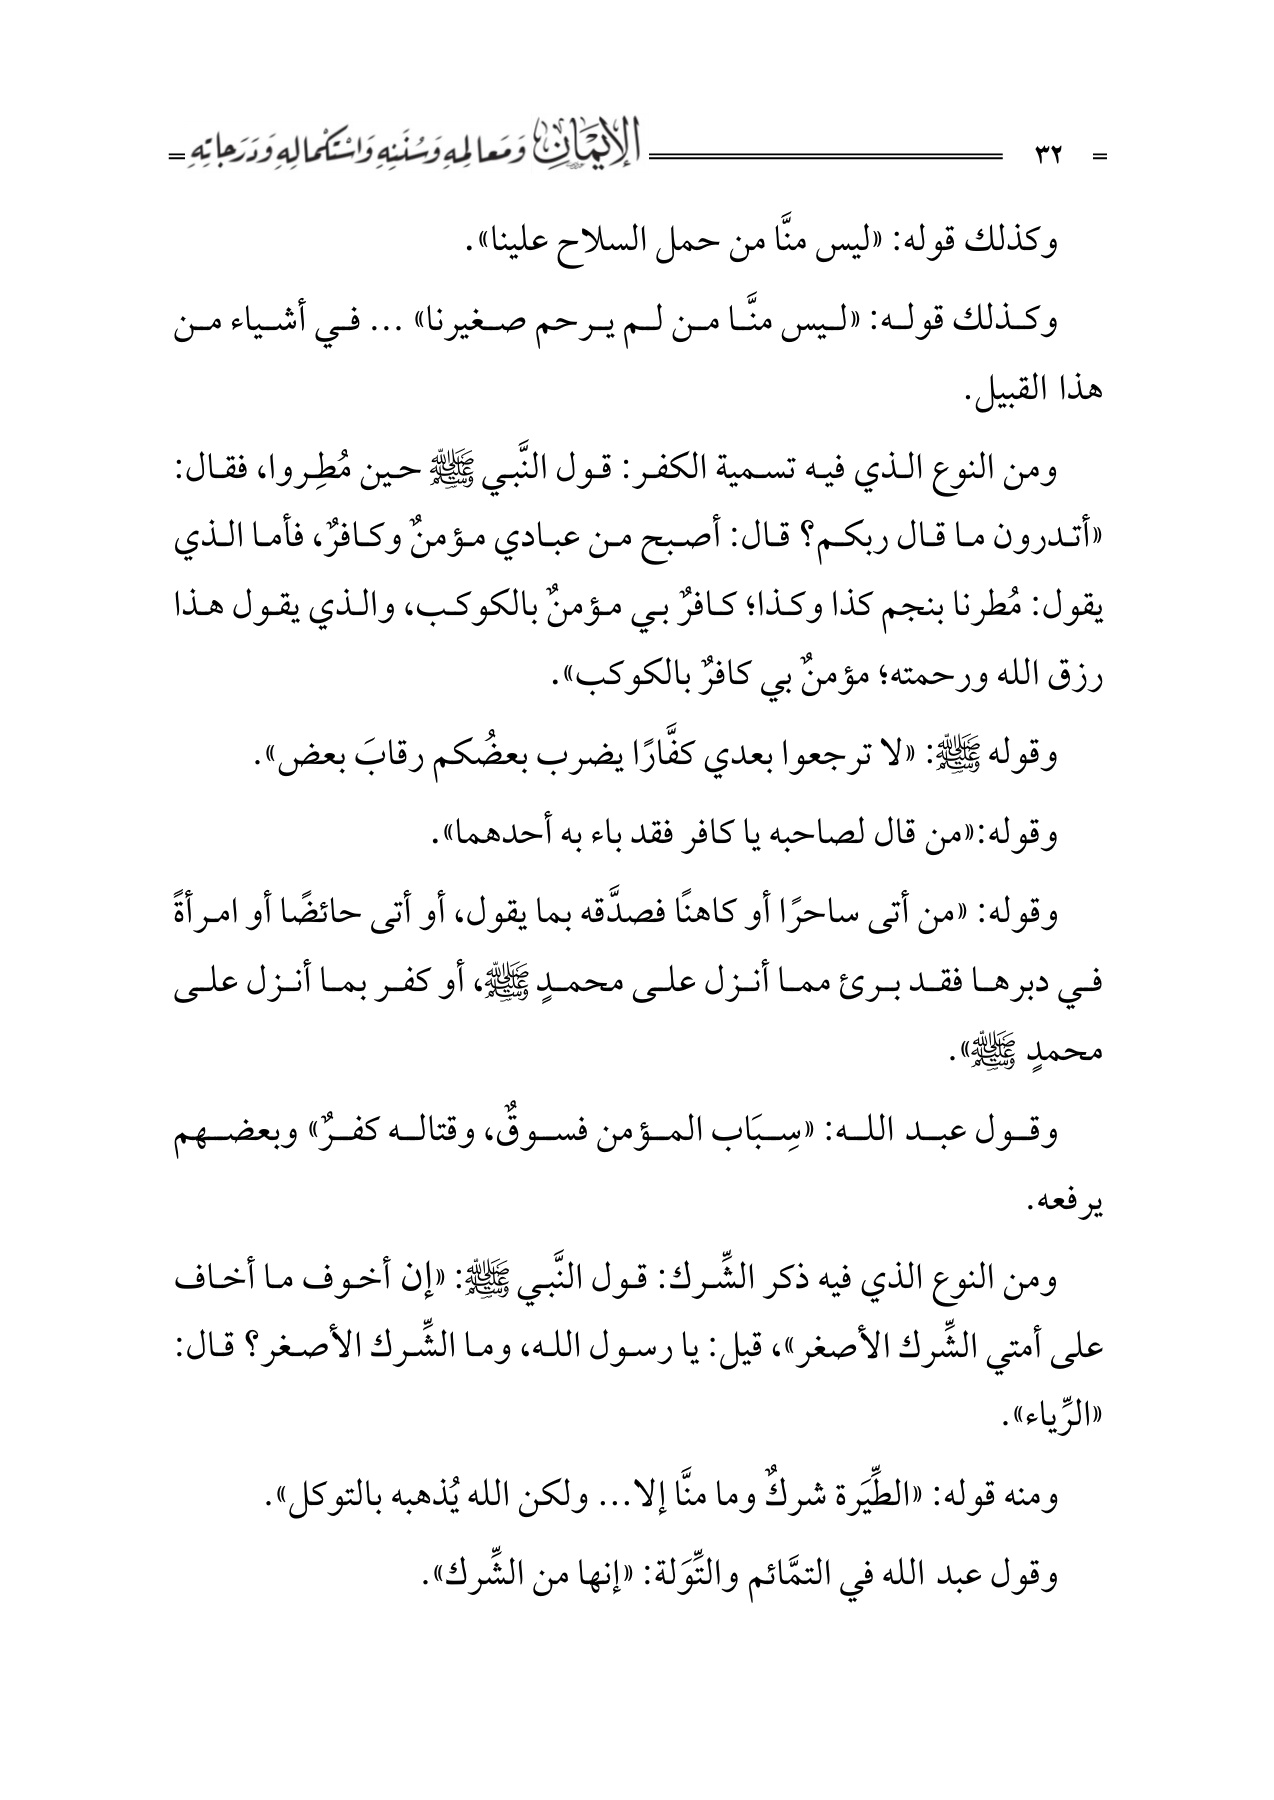 ٣٢ الإيمان ومعالمه وسننه واستكماله ودرجاته
وكذلك قوله: «ليس منَّا من حمل السلاح علينا».
وكذلك قوله: «ليس منَّا من لم يرحم صغيرنا» ... في أشياء من
هذا القبيل.
ومن النوع الذي فيه تسمية الكفر: قول النَّبي ﷺ حين مُطِروا، فقال:
«أتدرون ما قال ربكم؟ قال: أصبح من عبادي مؤمنٌ وكافرٌ، فأما الذي
يقول: مُطرنا بنجم كذا وكذا؛ كافرٌ بي مؤمنٌ بالكوكب، والذي يقول هذا
رزق الله ورحمته؛ مؤمنٌ بي كافرٌ بالكوكب».
وقوله ﷺ: «لا ترجعوا بعدي كفَّارًا يضرب بعضُكم رقابَ بعض».
وقوله:«من قال لصاحبه يا كافر فقد باء به أحدهما».
وقوله: «من أتى ساحرًا أو كاهنًا فصدَّقه بما يقول، أو أتى حائضًا أو امرأةً
في دبرها فقد برئ مما أنزل على محمدٍ ﷺ، أو كفر بما أنزل على
محمدٍ ﷺ».
وقول عبد الله: «سِبَاب المؤمن فسوقٌ، وقتاله كفرٌ» وبعضهم
يرفعه.
ومن النوع الذي فيه ذكر الشِّرك: قول النَّبي ﷺ: «إن أخوف ما أخاف
على أمتي الشِّرك الأصغر»، قيل: يا رسول الله، وما الشِّرك الأصغر؟ قال:
«الرِّياء».
ومنه قوله: «الطِّيَرة شركٌ وما منَّا إلا... ولكن الله يُذهبه بالتوكل».
وقول عبد الله في التمَّائم والتِّوَلة: «إنها من الشِّرك».